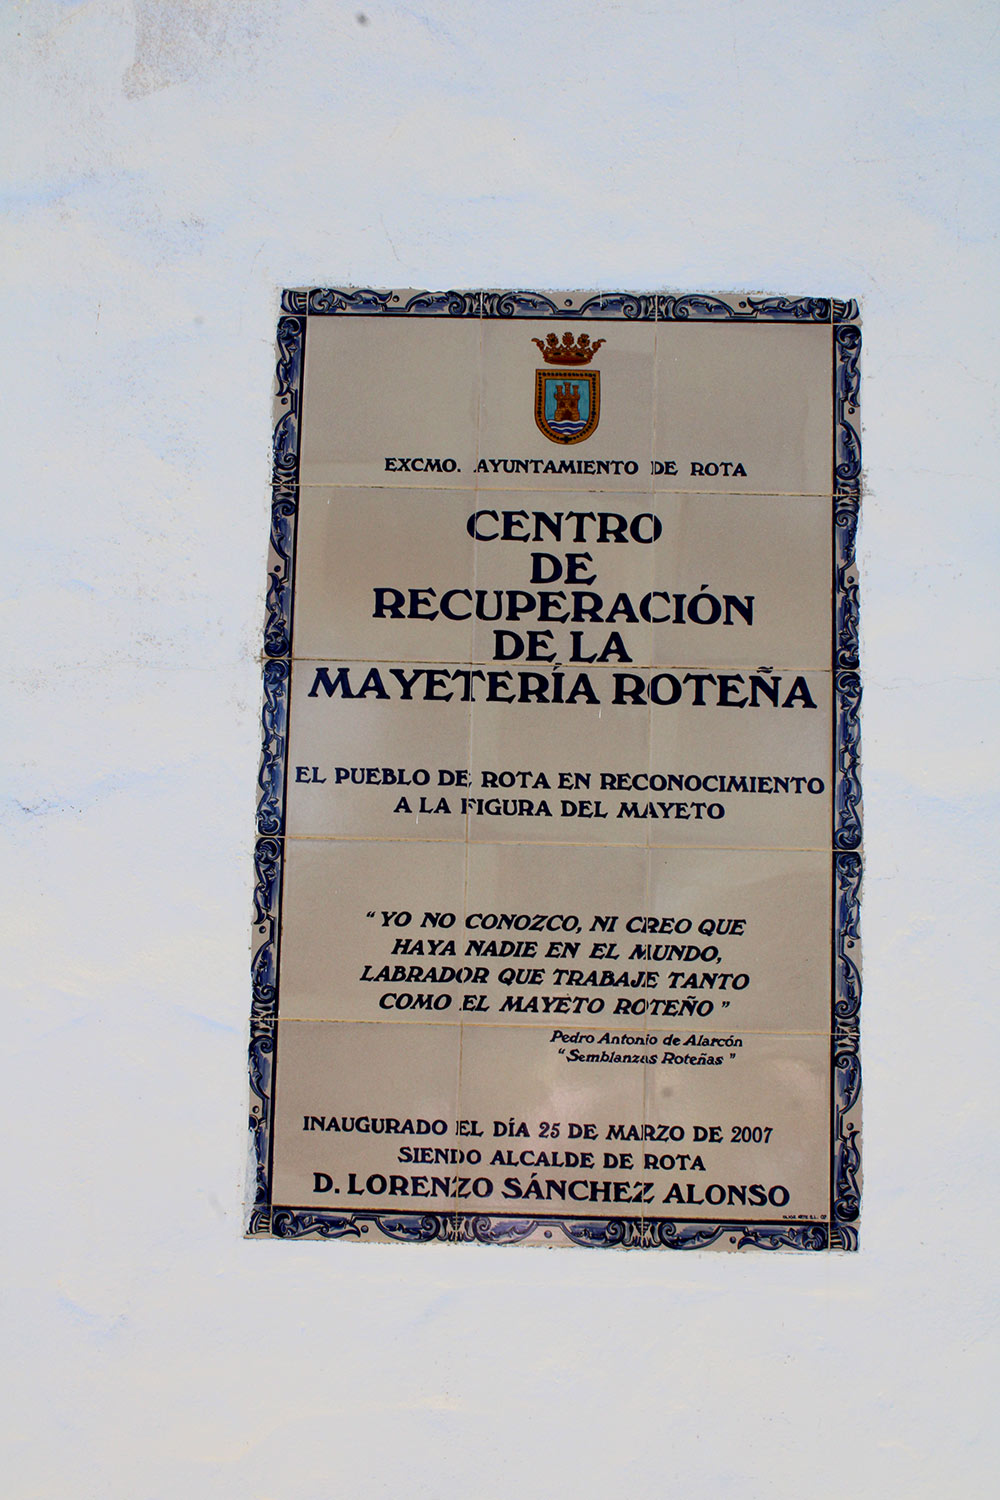 EXCMO. AYUNTAMIENTO DE ROTA
CENTRO
DE
RECUPERACIÓN
DE LA
MAYETERÍA ROTEÑA
EL PUEBLO DE ROTA EN RECONOCIMIENTO
A LA FIGURA DEL MAYETO
“ YO NO CONOZCO, NI CREO QUE
HAYA NADIE EN EL MUNDO,
LABRADOR QUE TRABAJE TANTO
COMO EL MAYETO ROTEÑO ”
Pedro Antonio de Alarcón
“ Semblanzas Roteñas ”
INAUGURADO EL DÍA 25 DE MARZO DE 2007
SIENDO ALCALDE DE ROTA
D. LORENZO SÁNCHEZ ALONSO